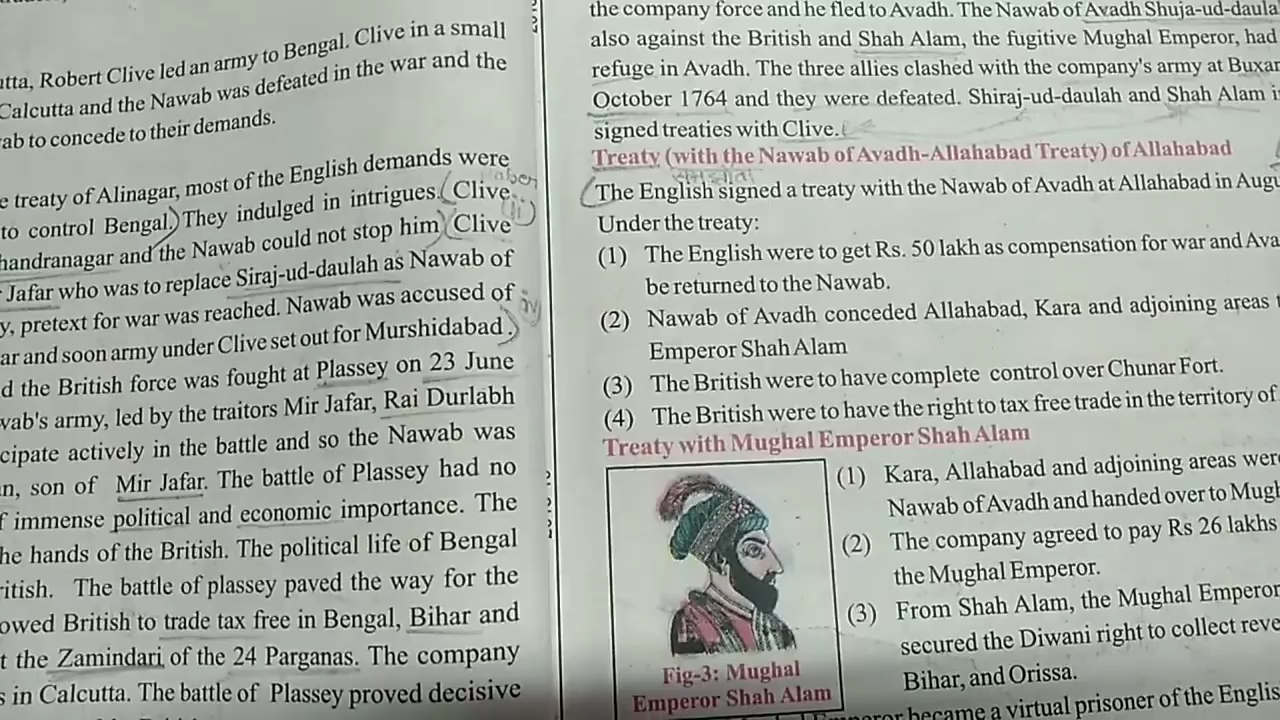 utta, Robert Clive led an army to Bengal. Clive in a small
Calcutta and the Nawab was defeated in the war and the
ab to concede to their demands.
e treaty of Alinagar, most of the English demands were
to control Bengal. They indulged in intrigues. (Clive
handranagar and the Nawab could not stop him) (Clive
Jafar who was to replace Siraj-ud-daulah as Nawab of
y, pretext for war was reached. Nawab was accused of
ar and soon army under Clive set out for Murshidabad.)
d the British force was fought at Plassey on 23 June
wab's army, led by the traitors Mir Jafar, Rai Durlabh
cipate actively in the battle and so the Nawab was
n, son of Mir Jafar. The battle of Plassey had no
f immense political and economic importance. The
he hands of the British. The political life of Bengal
ritish. The battle of plassey paved the way for the
owed British to trade tax free in Bengal, Bihar and
t the Zamindari of the 24 Parganas. The company
s in Calcutta. The battle of Plassey proved decisive
the company force and he fled to Avadh. The Nawab of Avadh Shuja-ud-daula
also against the British and Shah Alam, the fugitive Mughal Emperor, had
refuge in Avadh. The three allies clashed with the company's army at Buxar
October 1764 and they were defeated. Shiraj-ud-daulah and Shah Alam i
signed treaties with Clive.
Treaty (with the Nawab of Avadh-Allahabad Treaty) of Allahabad
(The English signed a treaty with the Nawab of Avadh at Allahabad in Augu
Under the treaty:
(1) The English were to get Rs. 50 lakh as compensation for war and Ava
be returned to the Nawab.
(2) Nawab of Avadh conceded Allahabad, Kara and adjoining areas t
Emperor Shah Alam
(3) The British were to have complete control over Chunar Fort.
(4) The British were to have the right to tax free trade in the territory of
Treaty with Mughal Emperor Shah Alam
(1) Kara, Allahabad and adjoining areas were
Nawab of Avadh and handed over to Mugh
(2) The company agreed to pay Rs 26 lakhs
the Mughal Emperor.
(3) From Shah Alam, the Mughal Emperor
secured the Diwani right to collect reve
Bihar, and Orissa.
Fig-3: Mughal
Emperor Shah Alam
became a virtual prisoner of the Englis